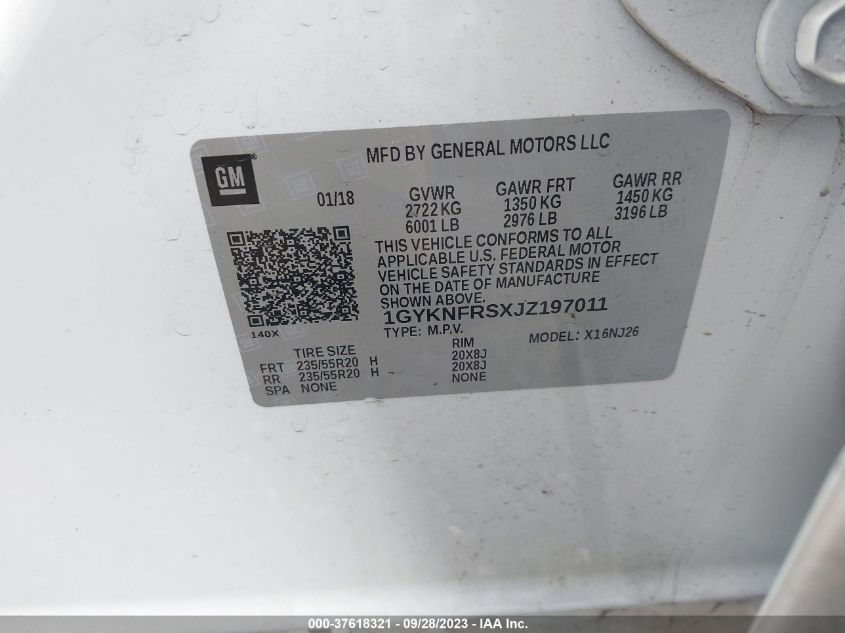 MFD BY GENERAL MOTORS LLC
GM®
01/18
GVWR GAWR FRT GAWR RR
2722 KG 1350 KG 1450 KG
6001 LB 2976 LB 3196 LB
THIS VEHICLE CONFORMS TO ALL
APPLICABLE U.S. FEDERAL MOTOR
VEHICLE SAFETY STANDARDS IN EFFECT
ON THE DATE OF MANUFACTURE
SHOWN ABOVE.
1GYKNFRSXJZ197011
140X
TYPE: M.P.V. MODEL: X16NJ26
TIRE SIZE RIM
FRT 235/55R20 H 20X8J
RR 235/55R20 H 20X8J
SPA NONE NONE
000-37618321 - 09/28/2023 - IAA Inc.